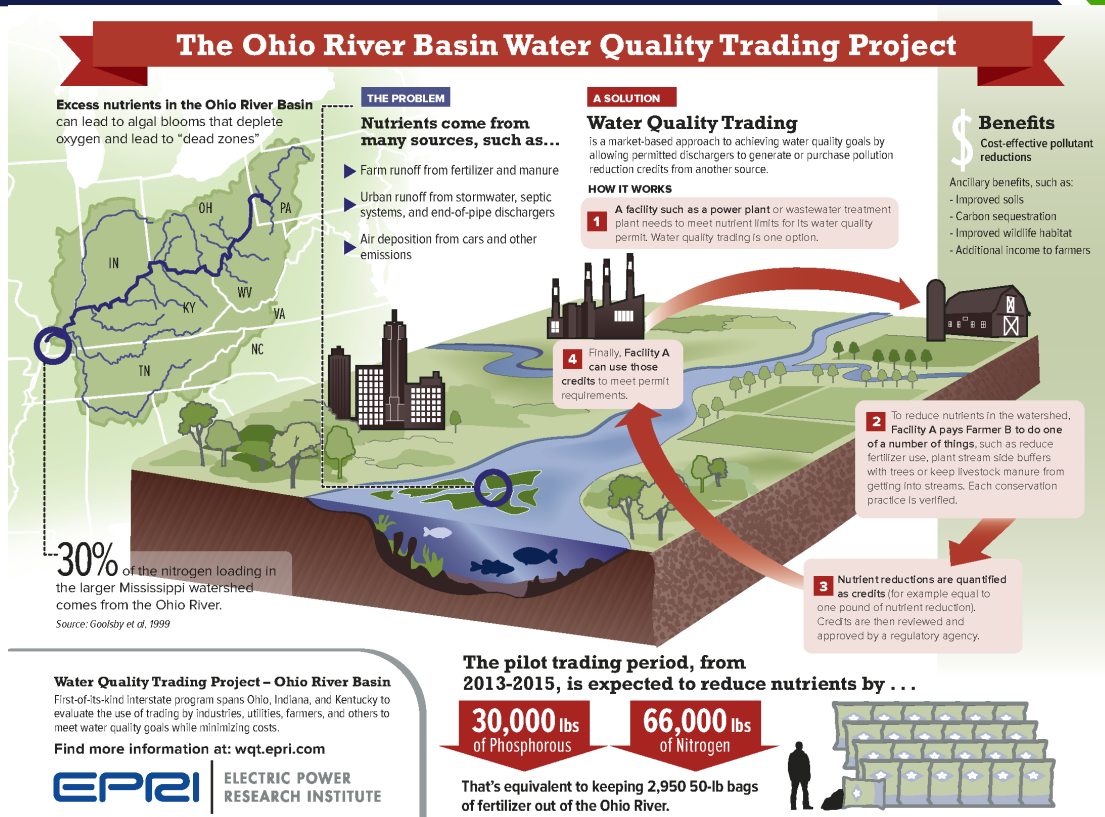 The Ohio River Basin Water Quality Trading Project
Excess nutrients in the Ohio River Basin
can lead to algal blooms that deplete
oxygen and lead to “dead zones”
OH
PA
IN
WV
KY
VA
NC
TN
THE PROBLEM
Nutrients come from
many sources, such as...
Farm runoff from fertilizer and manure
Urban runoff from stormwater, septic
systems, and end-of-pipe dischargers
Air deposition from cars and other
emissions
A SOLUTION
Water Quality Trading
is a market-based approach to achieving water quality goals by
allowing permitted dischargers to generate or purchase pollution
reduction credits from another source.
HOW IT WORKS
1 A facility such as a power plant or wastewater treatment
plant needs to meet nutrient limits for its water quality
permit. Water quality trading is one option.
$ Benefits
Cost-effective pollutant
reductions
Ancillary benefits, such as:
- Improved soils
- Carbon sequestration
- Improved wildlife habitat
- Additional income to farmers
2 To reduce nutrients in the watershed,
Facility A pays Farmer B to do one
of a number of things, such as reduce
fertilizer use, plant stream side buffers
with trees or keep livestock manure from
getting into streams. Each conservation
practice is verified.
3 Nutrient reductions are quantified
as credits (for example equal to
one pound of nutrient reduction).
Credits are then reviewed and
approved by a regulatory agency.
4 Finally, Facility A
can use those
credits to meet permit
requirements.
30% of the nitrogen loading in
the larger Mississippi watershed
comes from the Ohio River.
Source: Goolsby et al, 1999
Water Quality Trading Project – Ohio River Basin
First-of-its-kind interstate program spans Ohio, Indiana, and Kentucky to
evaluate the use of trading by industries, utilities, farmers, and others to
meet water quality goals while minimizing costs.
Find more information at: wqt.epri.com
EPRI
ELECTRIC POWER
RESEARCH INSTITUTE
The pilot trading period, from
2013-2015, is expected to reduce nutrients by . . .
30,000 lbs
of Phosphorous
66,000 lbs
of Nitrogen
That’s equivalent to keeping 2,950 50-lb bags
of fertilizer out of the Ohio River.